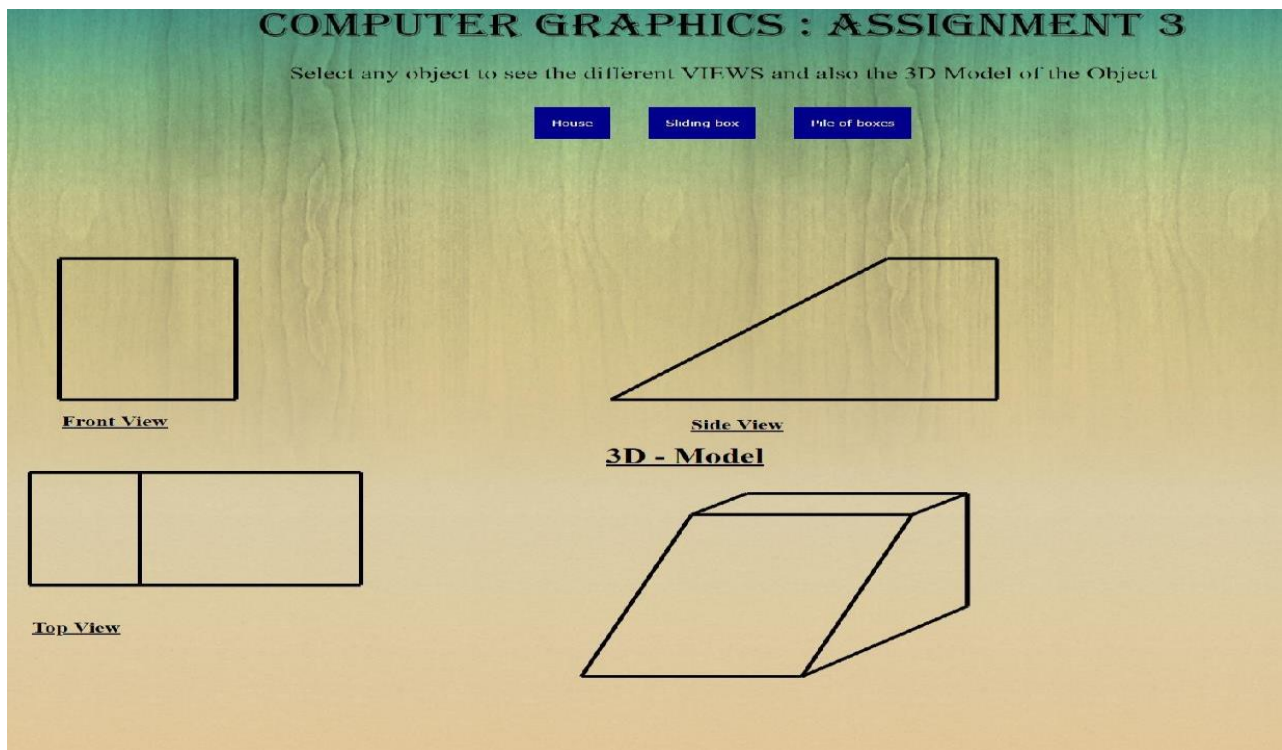 COMPUTER GRAPHICS : ASSIGNMENT 3
Select any object to see the different VIEWS and also the 3D Model of the Object
House
Sliding box
Pile of boxes
Front View
Side View
3D - Model
Top View